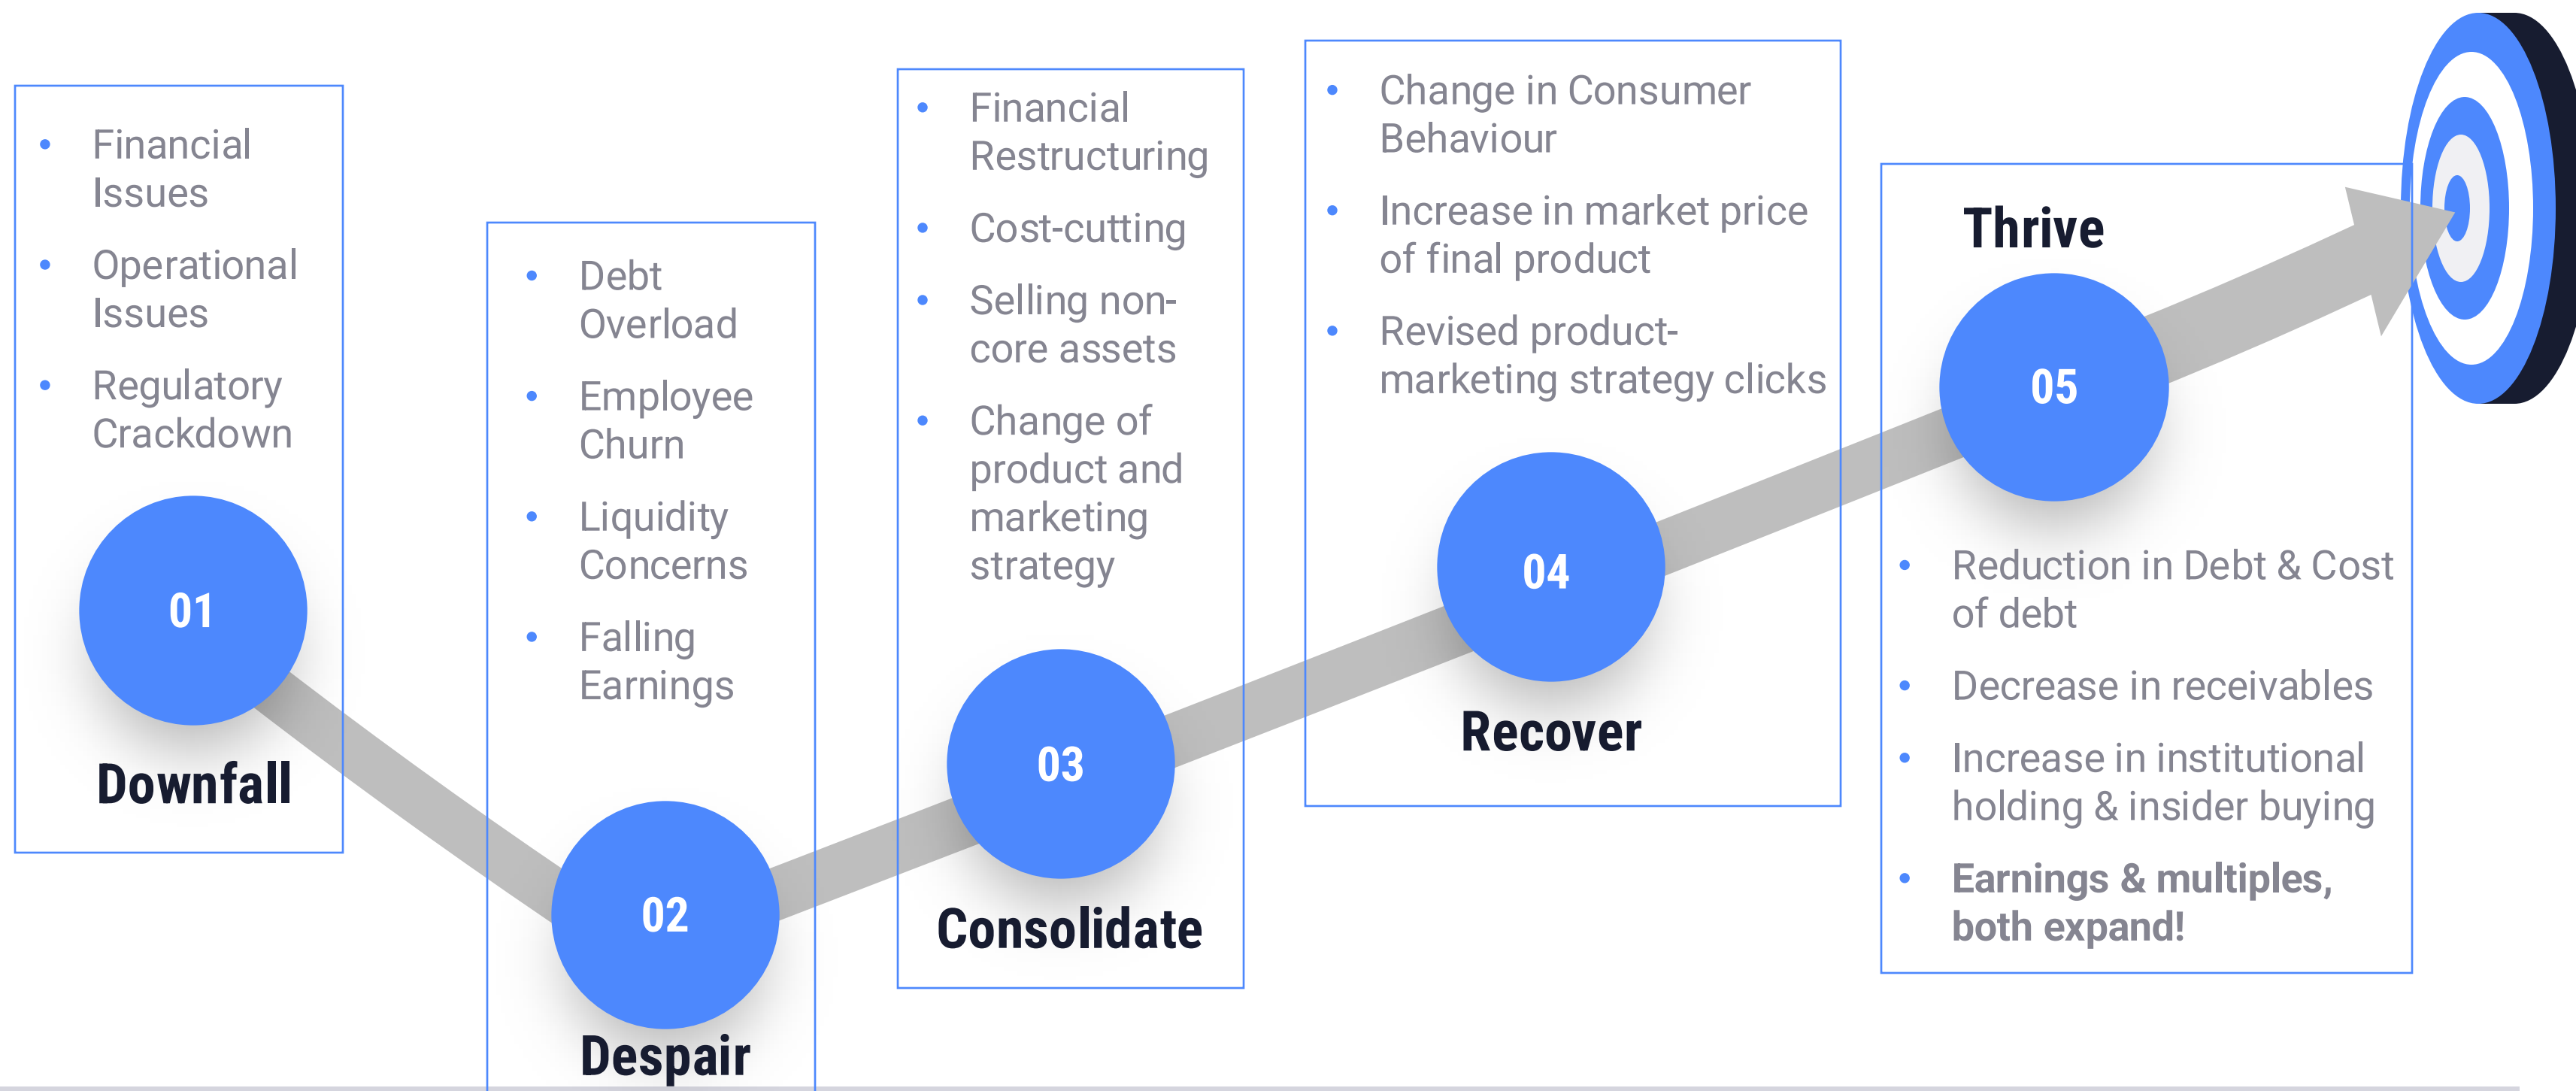 Financial
Issues
Operational
Issues
Regulatory
Crackdown
01
Downfall
Debt
Overload
Employee
Churn
Liquidity
Concerns
Falling
Earnings
02
Despair
Financial
Restructuring
Cost-cutting
Selling non-
core assets
Change of
product and
marketing
strategy
03
Consolidate
Change in Consumer
Behaviour
Increase in market price
of final product
Revised product-
marketing strategy clicks
04
Recover
Thrive
05
Reduction in Debt & Cost
of debt
Decrease in receivables
Increase in institutional
holding & insider buying
Earnings & multiples,
both expand!